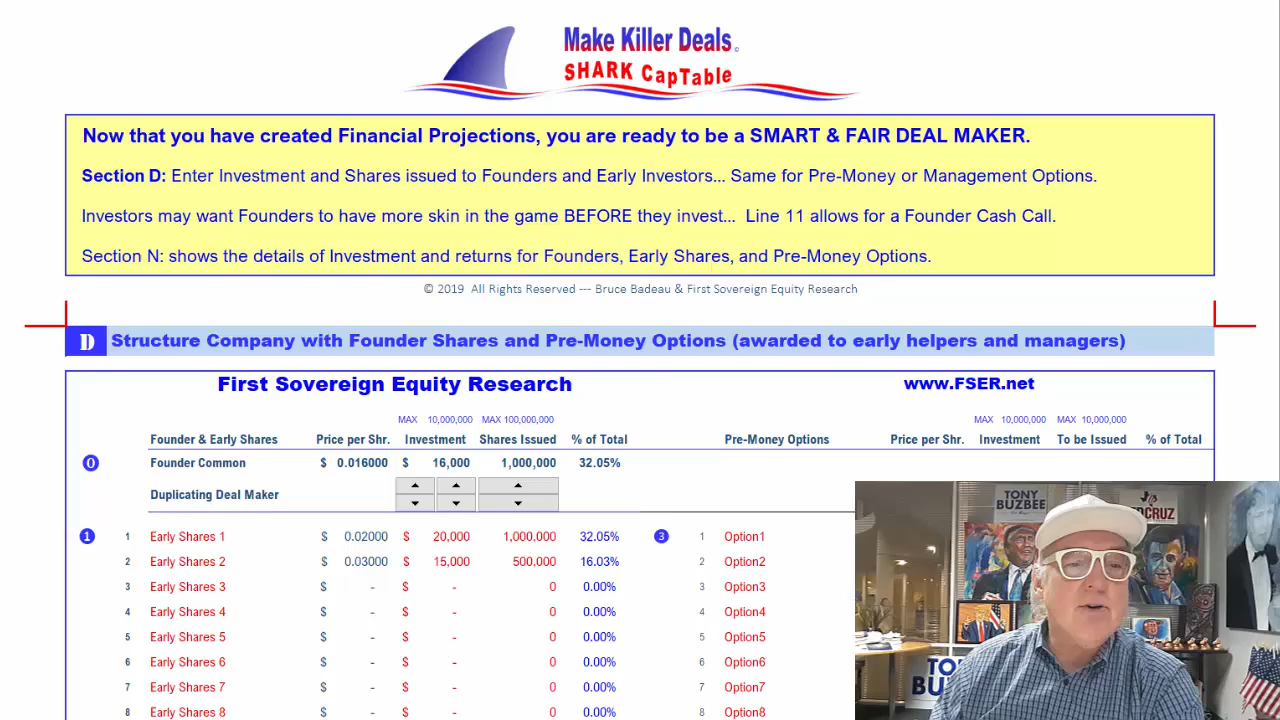 Make Killer Deals©
SHARK CapTable
Now that you have created Financial Projections, you are ready to be a SMART & FAIR DEAL MAKER.
Section D: Enter Investment and Shares issued to Founders and Early Investors... Same for Pre-Money or Management Options.
Investors may want Founders to have more skin in the game BEFORE they invest... Line 11 allows for a Founder Cash Call.
Section N: shows the details of Investment and returns for Founders, Early Shares, and Pre-Money Options.
© 2019 All Rights Reserved --- Bruce Badeau & First Sovereign Equity Research
D Structure Company with Founder Shares and Pre-Money Options (awarded to early helpers and managers)
First Sovereign Equity Research www.FSER.net
MAX 10,000,000 MAX 100,000,000 MAX 10,000,000 MAX 10,000,000
Founder & Early Shares Price per Shr. Investment Shares Issued % of Total Pre-Money Options Price per Shr. Investment To be Issued % of Total
0 Founder Common $ 0.016000 $ 16,000 1,000,000 32.05%
Duplicating Deal Maker
1 1 Early Shares 1 $ 0.02000 $ 20,000 1,000,000 32.05% 3 1 Option1
2 Early Shares 2 $ 0.03000 $ 15,000 500,000 16.03% 2 Option2
3 Early Shares 3 $ - $ - 0 0.00% 3 Option3
4 Early Shares 4 $ - $ - 0 0.00% 4 Option4
5 Early Shares 5 $ - $ - 0 0.00% 5 Option5
6 Early Shares 6 $ - $ - 0 0.00% 6 Option6
7 Early Shares 7 $ - $ - 0 0.00% 7 Option7
8 Early Shares 8 $ - $ - 0 0.00% 8 Option8
TONY
BUZBEE
CRUZ
TO
BUZ